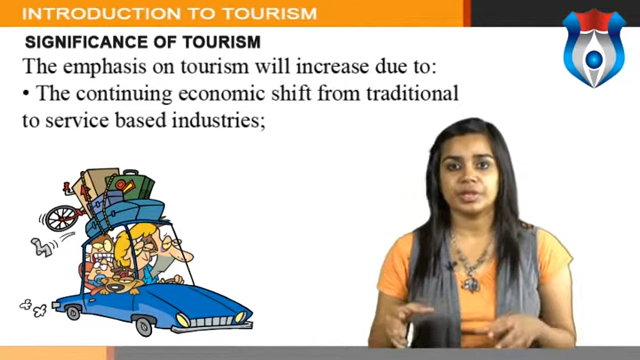 INTRODUCTION TO TOURISM
SIGNIFICANCE OF TOURISM
The emphasis on tourism will increase due to:
• The continuing economic shift from traditional
to service based industries;